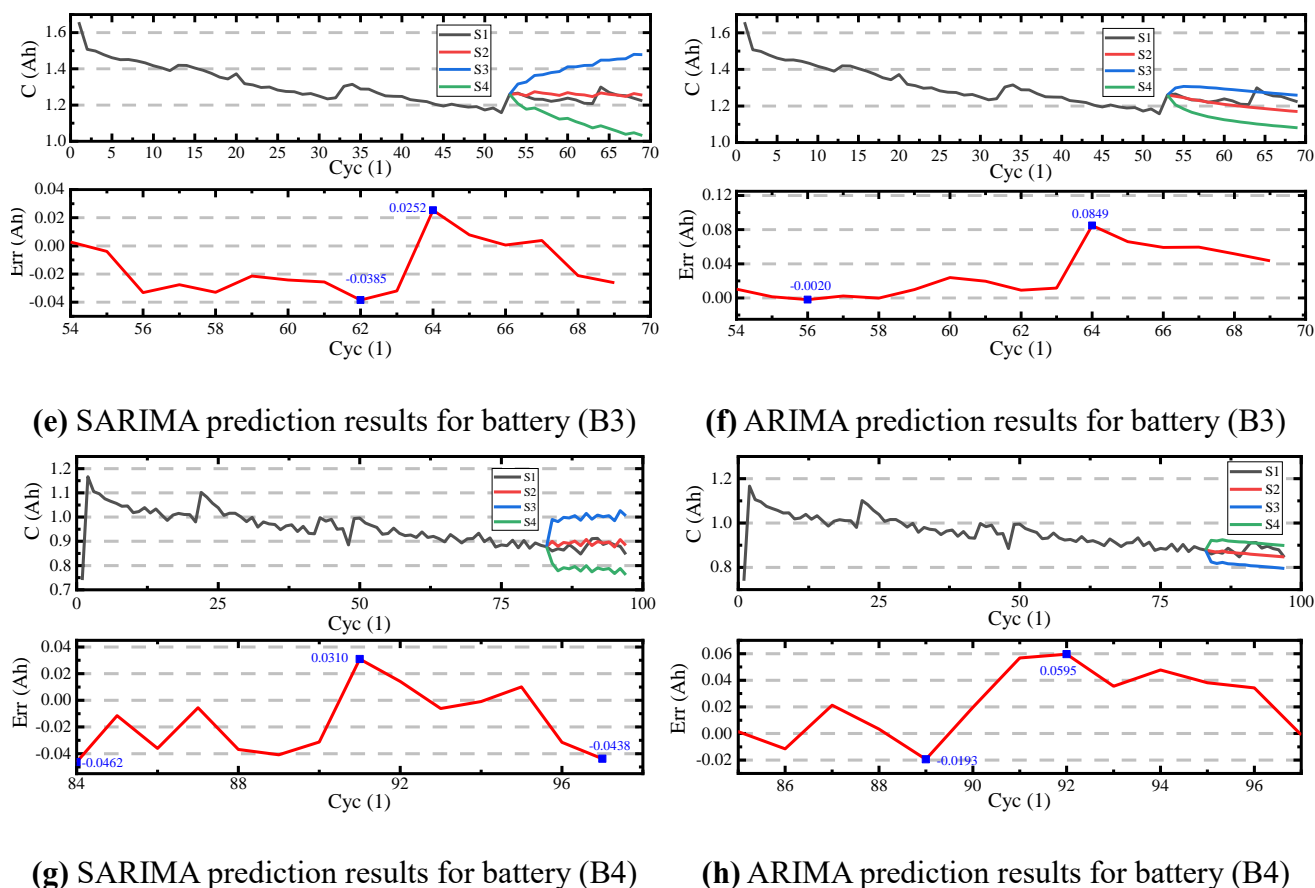 C (Ah)
1.6
1.4
1.2
1.0
S1
S2
S3
S4
0 5 10 15 20 25 30 35 40 45 50 55 60 65 70
Cyc (1)
Err (Ah)
0.04
0.02
0.00
-0.02
-0.04
0.0252
-0.0385
54 56 58 60 62 64 66 68 70
Cyc (1)
(e) SARIMA prediction results for battery (B3)
C (Ah)
1.6
1.4
1.2
1.0
S1
S2
S3
S4
0 5 10 15 20 25 30 35 40 45 50 55 60 65 70
Cyc (1)
Err (Ah)
0.12
0.08
0.04
0.00
0.0849
-0.0020
54 56 58 60 62 64 66 68 70
Cyc (1)
(f) ARIMA prediction results for battery (B3)
C (Ah)
1.2
1.1
1.0
0.9
0.8
0.7
S1
S2
S3
S4
0 25 50 75 100
Cyc (1)
Err (Ah)
0.04
0.02
0.00
-0.02
-0.04
0.0310
-0.0438
-0.0462
84 88 92 96
Cyc (1)
(g) SARIMA prediction results for battery (B4)
C (Ah)
1.2
1.0
0.8
S1
S2
S3
S4
0 25 50 75 100
Cyc (1)
Err (Ah)
0.06
0.04
0.02
0.00
-0.02
0.0595
-0.0193
86 88 90 92 94 96
Cyc (1)
(h) ARIMA prediction results for battery (B4)